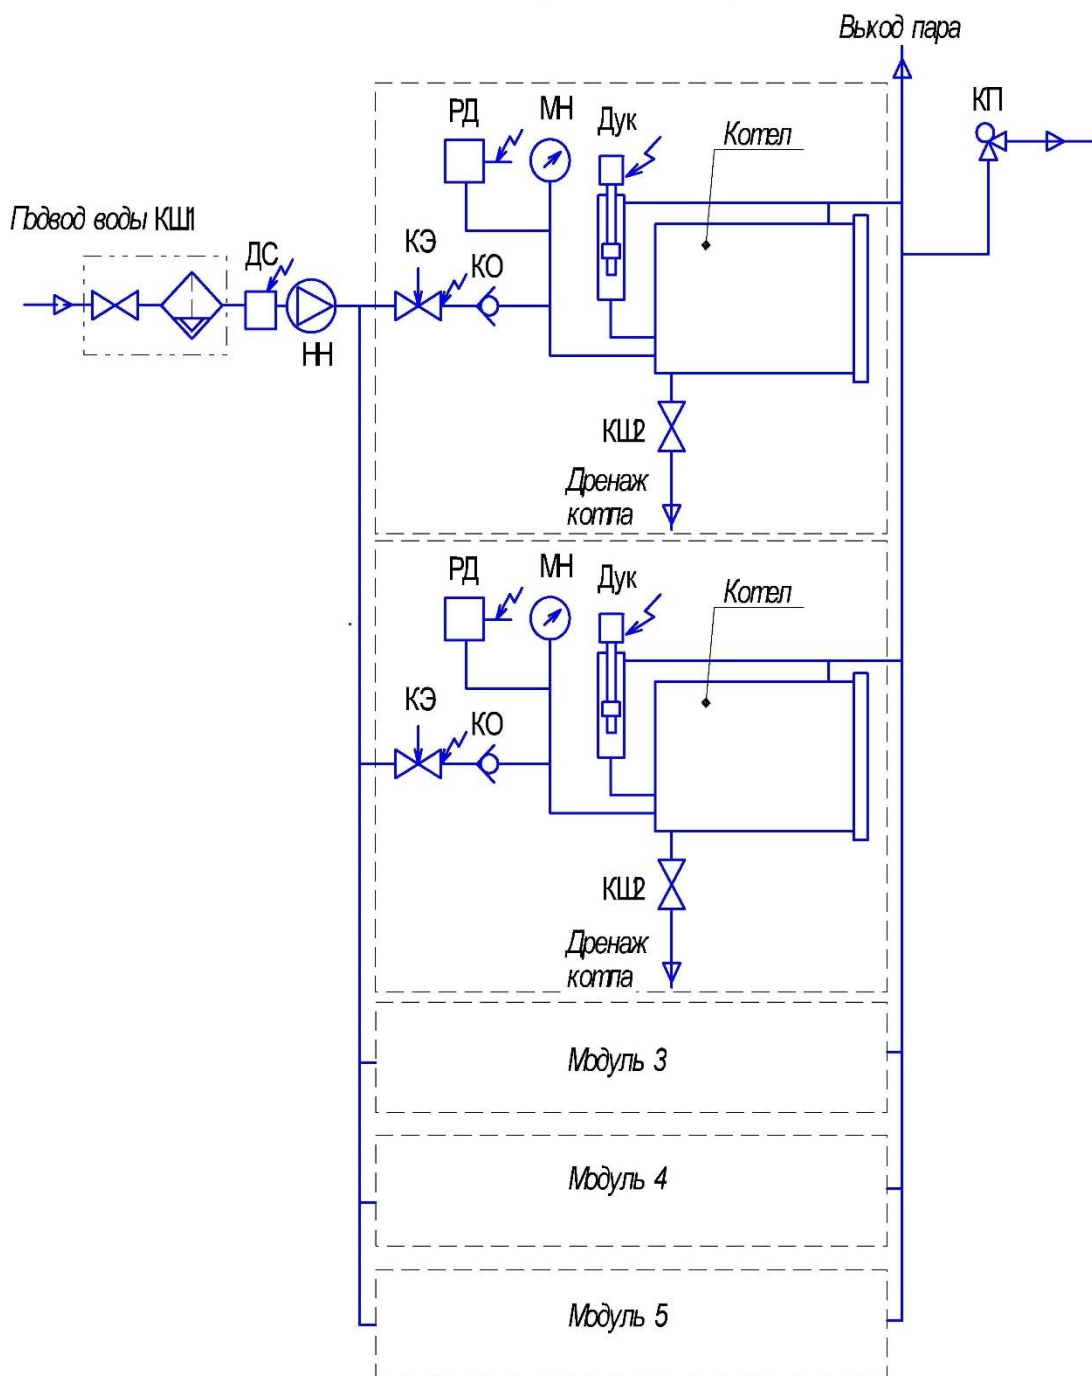 Выход пара
КП
РД
МН
Дук
Котел
Подвод воды КШ1
ДС
КЭ
КО
НН
КШ2
Дренаж
котла
РД
МН
Дук
Котел
КЭ
КО
КШ2
Дренаж
котла
Модуль 3
Модуль 4
Модуль 5